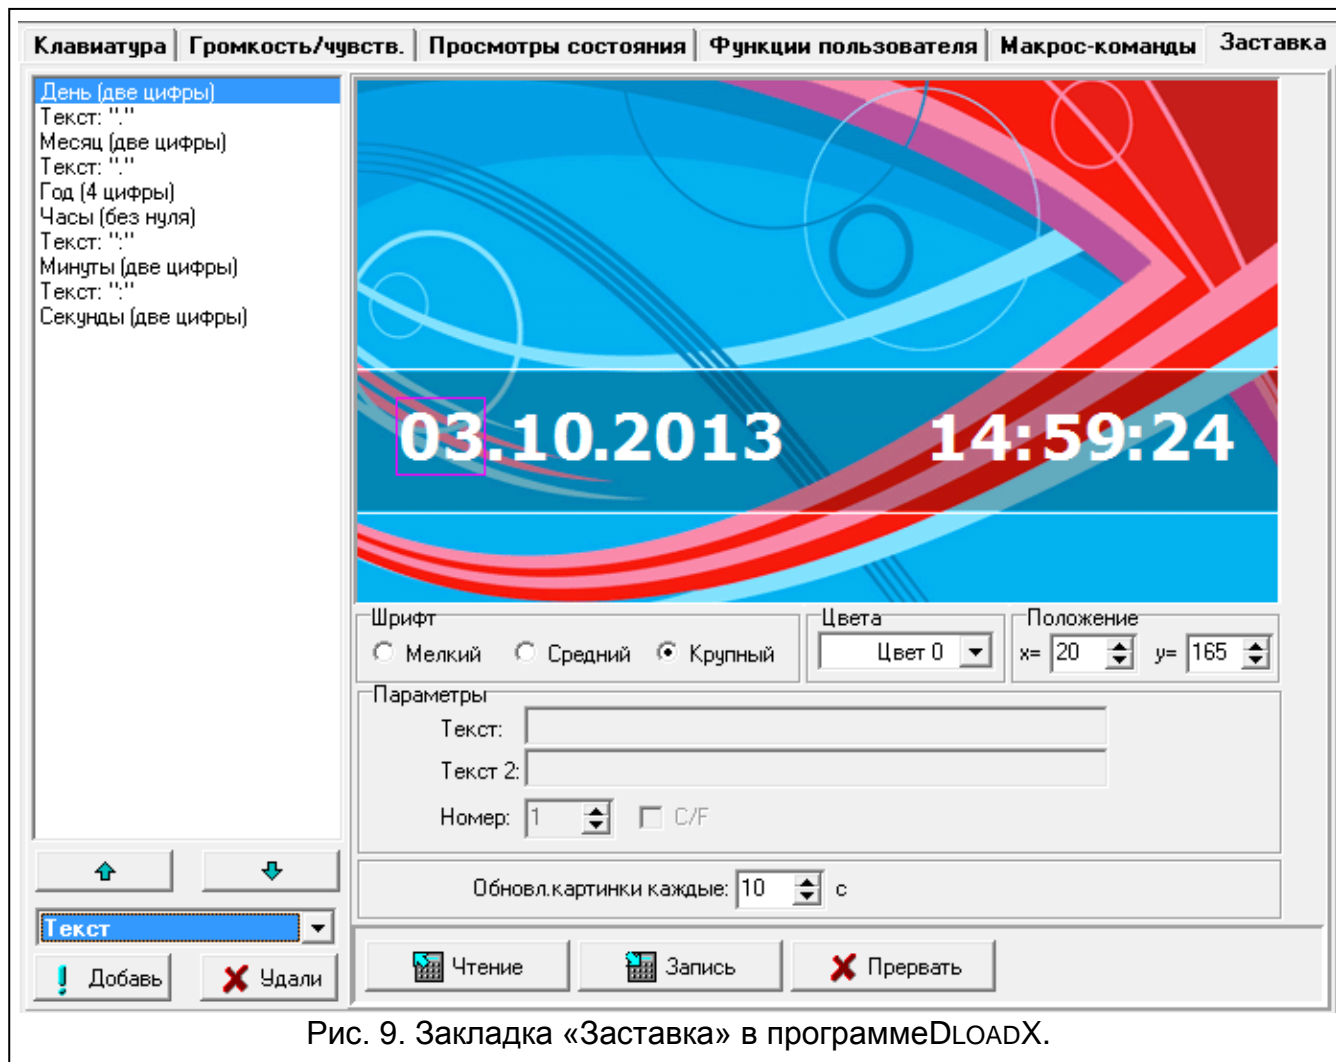 Клавиатура Громкость/чувств. Просмотры состояния Функции пользователя Макрос-команды Заставка
День (две цифры)
Текст: "."
Месяц (две цифры)
Текст: "."
Год (4 цифры)
Часы (без нуля)
Текст: ":"
Минуты (две цифры)
Текст: ":"
Секунды (две цифры)
03.10.2013 14:59:24
Шрифт Цвета Положение
Мелкий Средний Крупный Цвет 0 x= 20 y= 165
Параметры
Текст:
Текст 2:
Номер: 1 C/F
Обновл.картинки каждые: 10 с
Текст
Добавь Удали Чтение Запись Прервать
Рис. 9. Закладка «Заставка» в программеDLOADX.